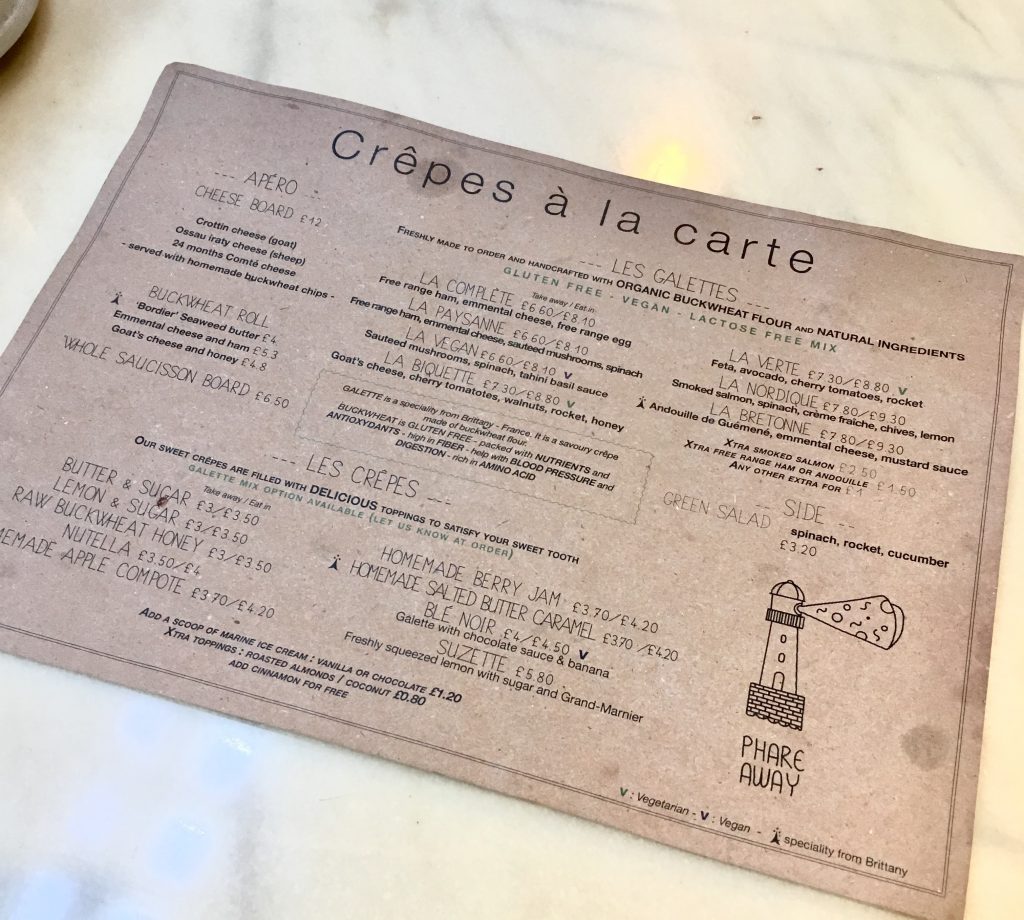 Crêpes à la carte
--- APÉRO -
CHEESE BOARD £12
Crottin cheese (goat)
Ossau iraty cheese (sheep)
24 months Comté cheese
- served with homemade buckwheat chips -
BUCKWHEAT ROLL
'Bordier' Seaweed butter £4
Emmental cheese and ham £5.3
Goat's cheese and honey £4.8
WHOLE SAUCISSON BOARD £6.50
--- LES GALETTES ---
FRESHLY MADE TO ORDER AND HANDCRAFTED WITH ORGANIC BUCKWHEAT FLOUR AND NATURAL INGREDIENTS
GLUTEN FREE - VEGAN - LACTOSE FREE MIX
Take away / Eat in
LA COMPLÈTE £6.60/£8.10
Free range ham, emmental cheese, free range egg
LA PAYSANNE £6.60/£8.10
Free range ham, emmental cheese, sauteed mushrooms, spinach
LA VEGAN £6.60/£8.10 V
Sauteed mushrooms, spinach, tahini basil sauce
LA BIQUETTE £7.30/£8.80 V
Goat's cheese, cherry tomatotes, walnuts, rocket, honey
LA VERTE £7.30/£8.80 V
Feta, avocado, cherry tomatoes, rocket
LA NORDIQUE £7.80/£9.30
Smoked salmon, spinach, crème fraîche, chives, lemon
LA BRETONNE £7.80/£9.30
Andouille de Guémené, emmental cheese, mustard sauce
XTRA SMOKED SALMON £2.50
XTRA FREE RANGE HAM OR ANDOUILLE £1.50
ANY OTHER EXTRA FOR £1
GALETTE is a speciality from Brittany - France. It is a savoury crêpe
made of buckwheat flour.
BUCKWHEAT is GLUTEN FREE - packed with NUTRIENTS and
ANTIOXYDANTS - high in FIBER - help with BLOOD PRESSURE and
DIGESTION - rich in AMINO ACID
-- SIDE --
GREEN SALAD spinach, rocket, cucumber
£3.20
--- LES CRÊPES ---
OUR SWEET CRÊPES ARE FILLED WITH DELICIOUS TOPPINGS TO SATISFY YOUR SWEET TOOTH
GALETTE MIX OPTION AVAILABLE (LET US KNOW AT ORDER)
Take away / Eat in
BUTTER & SUGAR £3/£3.50
LEMON & SUGAR £3/£3.50
RAW BUCKWHEAT HONEY £3/£3.50
NUTELLA £3.50/£4
EMADE APPLE COMPOTE £3.70/£4.20
HOMEMADE BERRY JAM £3.70/£4.20
HOMEMADE SALTED BUTTER CARAMEL £3.70/£4.20
BLÉ NOIR £4/£4.50 V
Galette with chocolate sauce & banana
SUZETTE £5.80
Freshly squeezed lemon with sugar and Grand-Marnier
ADD A SCOOP OF MARINE ICE CREAM : VANILLA OR CHOCOLATE £1.20
XTRA TOPPINGS : ROASTED ALMONDS / COCONUT £0.80
ADD CINNAMON FOR FREE
PHARE
AWAY
V : Vegetarian - V : Vegan - speciality from Brittany